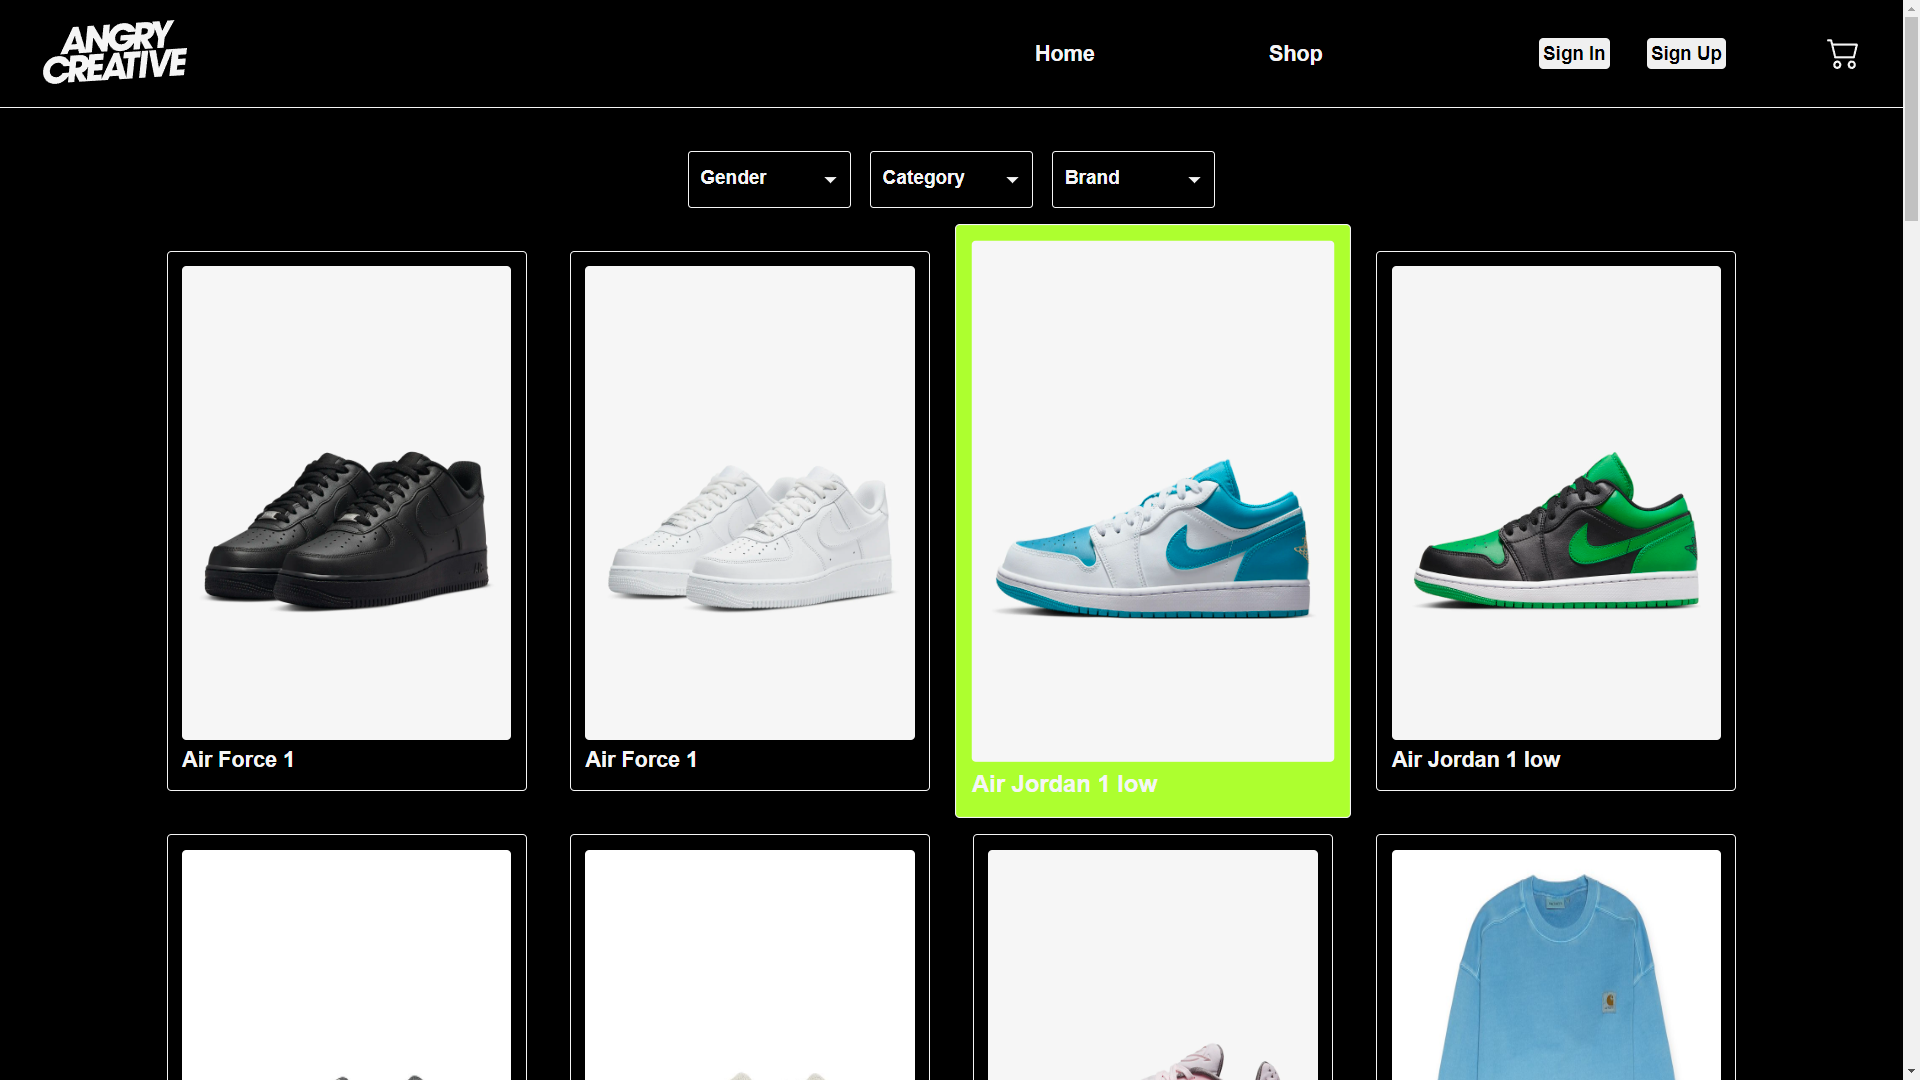 ANGRY
CREATIVE
Home
Shop
Sign In
Sign Up
Gender
Category
Brand
Air Force 1
Air Force 1
Air Jordan 1 low
Air Jordan 1 low